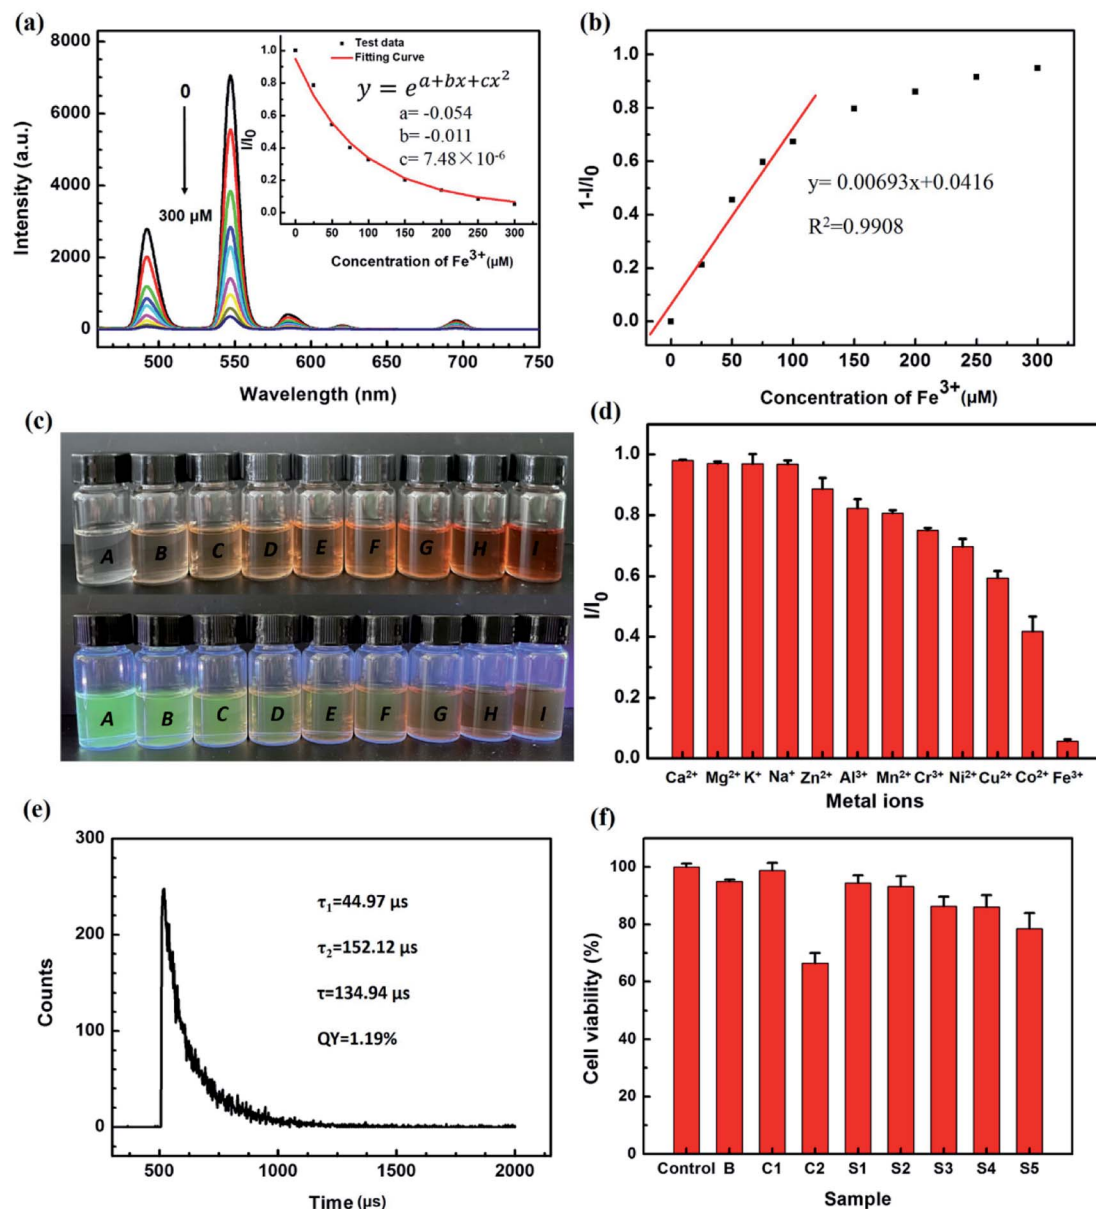 (a)
8000
7000
6000
5000
4000
3000
2000
1000
0
Intensity (a.u.)
0
300 μM
500
550
600
650
700
750
Wavelength (nm)
Test data
Fitting Curve
y = e^{a+bx+cx^2}
a= -0.054
b= -0.011
c= 7.48×10⁻⁶
1.0
0.8
0.6
0.4
0.2
0.0
I/I₀
0 50 100 150 200 250 300
Concentration of Fe³⁺(μM)
(b)
1.0
0.8
0.6
0.4
0.2
0.0
1-I/I₀
y= 0.00693x+0.0416
R²=0.9908
0 50 100 150 200 250 300
Concentration of Fe³⁺(μM)
(c)
A B C D E F G H I
A B C D E F G H I
(d)
1.0
0.8
0.6
0.4
0.2
0.0
I/I₀
Ca²⁺ Mg²⁺ K⁺ Na⁺ Zn²⁺ Al³⁺ Mn²⁺ Cr³⁺ Ni²⁺ Cu²⁺ Co²⁺ Fe³⁺
Metal ions
(e)
300
200
100
0
Counts
τ₁=44.97 μs
τ₂=152.12 μs
τ=134.94 μs
QY=1.19%
500 1000 1500 2000
Time (μs)
(f)
100
80
60
40
20
0
Cell viability (%)
Control B C1 C2 S1 S2 S3 S4 S5
Sample